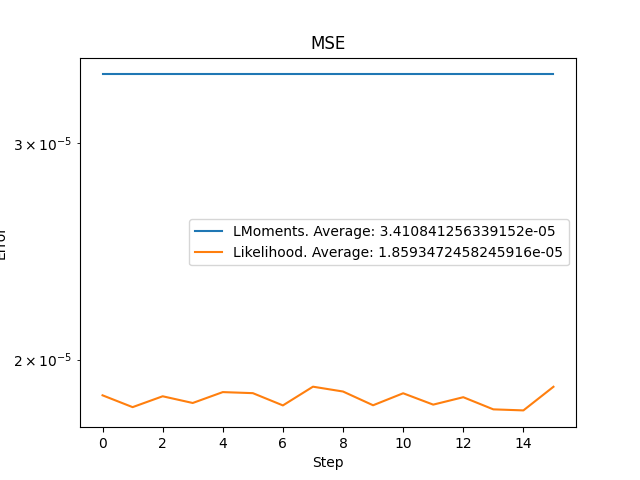 MSE
3 × 10⁻⁵
2 × 10⁻⁵
Error
LMoments. Average: 3.410841256339152e-05
Likelihood. Average: 1.8593472458245916e-05
0 2 4 6 8 10 12 14
Step